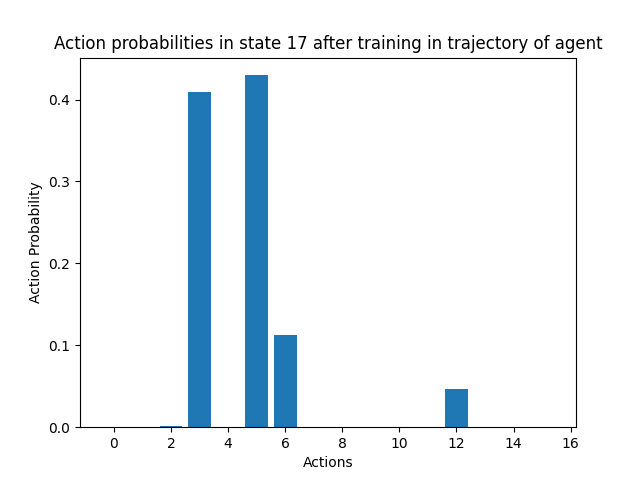 Action probabilities in state 17 after training in trajectory of agent
0.4
0.3
0.2
0.1
0.0
Action Probability
0 2 4 6 8 10 12 14 16
Actions